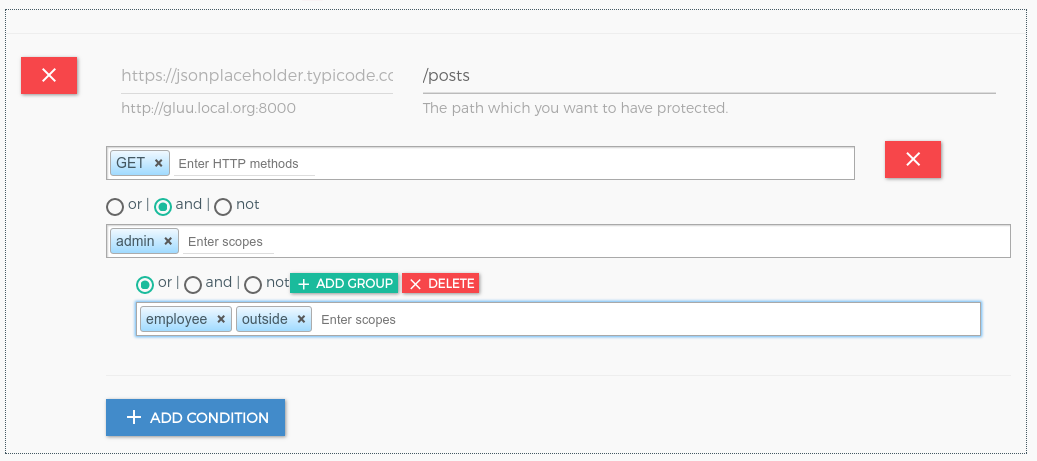 https://jsonplaceholder.typicode.cc /posts
http://gluu.local.org:8000 The path which you want to have protected.
GET × Enter HTTP methods
or | and | not
admin × Enter scopes
or | and | not + ADD GROUP × DELETE
employee × outside × Enter scopes
+ ADD CONDITION